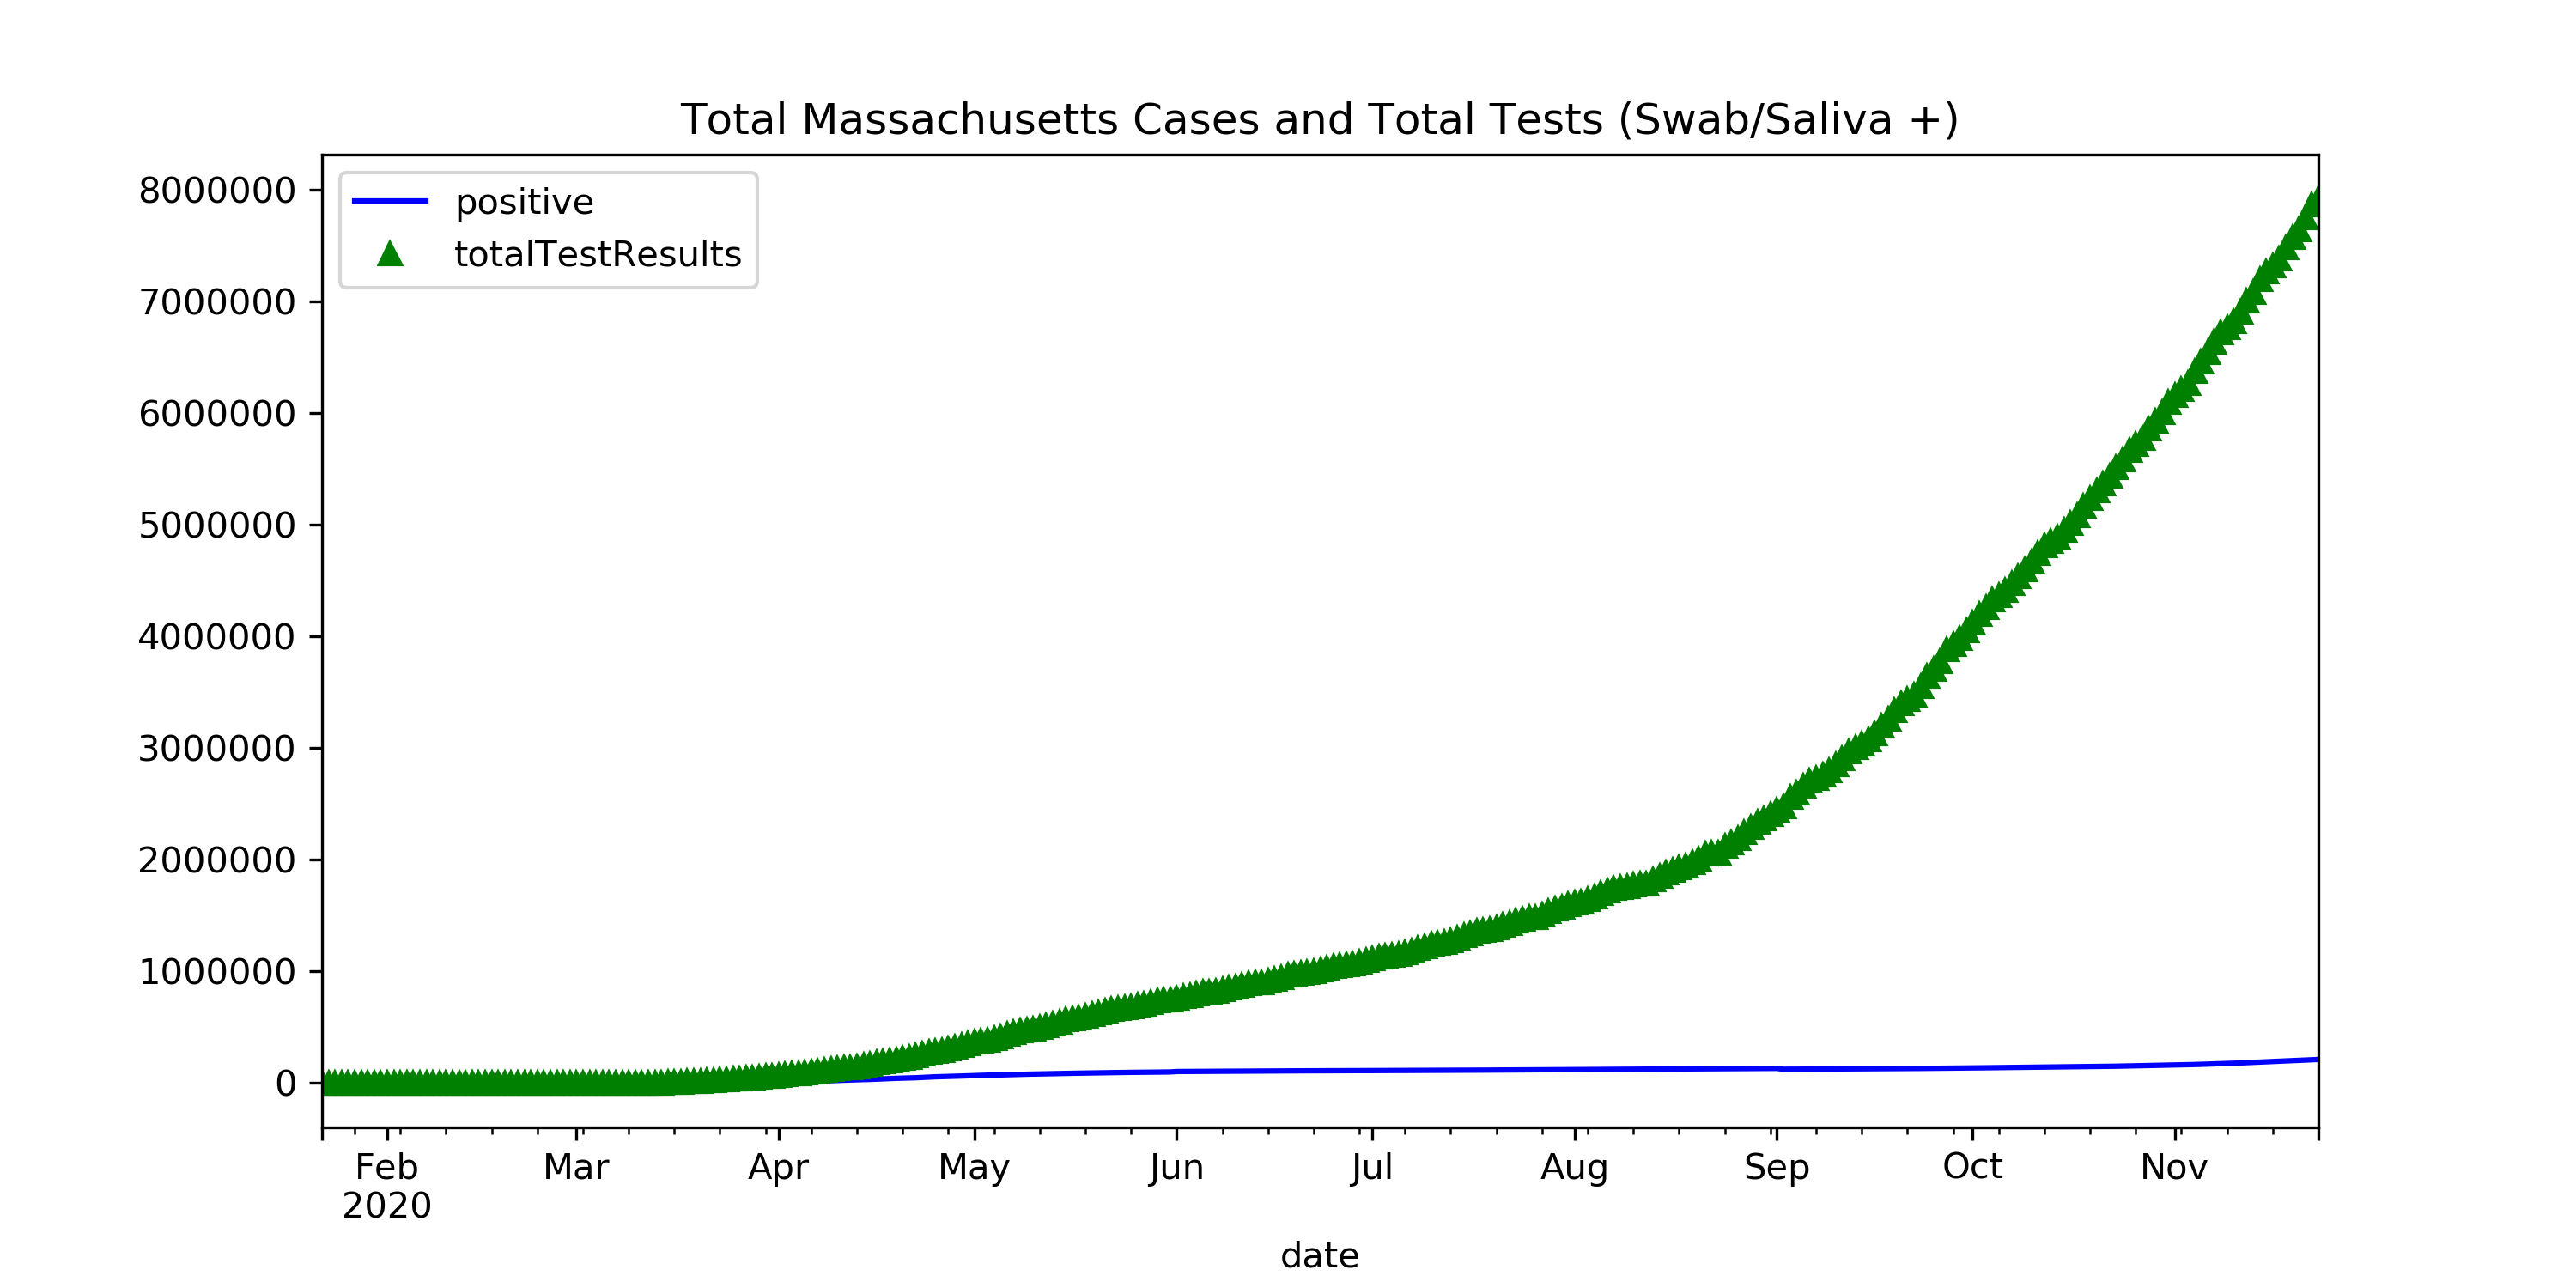 Total Massachusetts Cases and Total Tests (Swab/Saliva +)
positive
totalTestResults
8000000
7000000
6000000
5000000
4000000
3000000
2000000
1000000
0
Feb Mar Apr May Jun Jul Aug Sep Oct Nov
2020
date